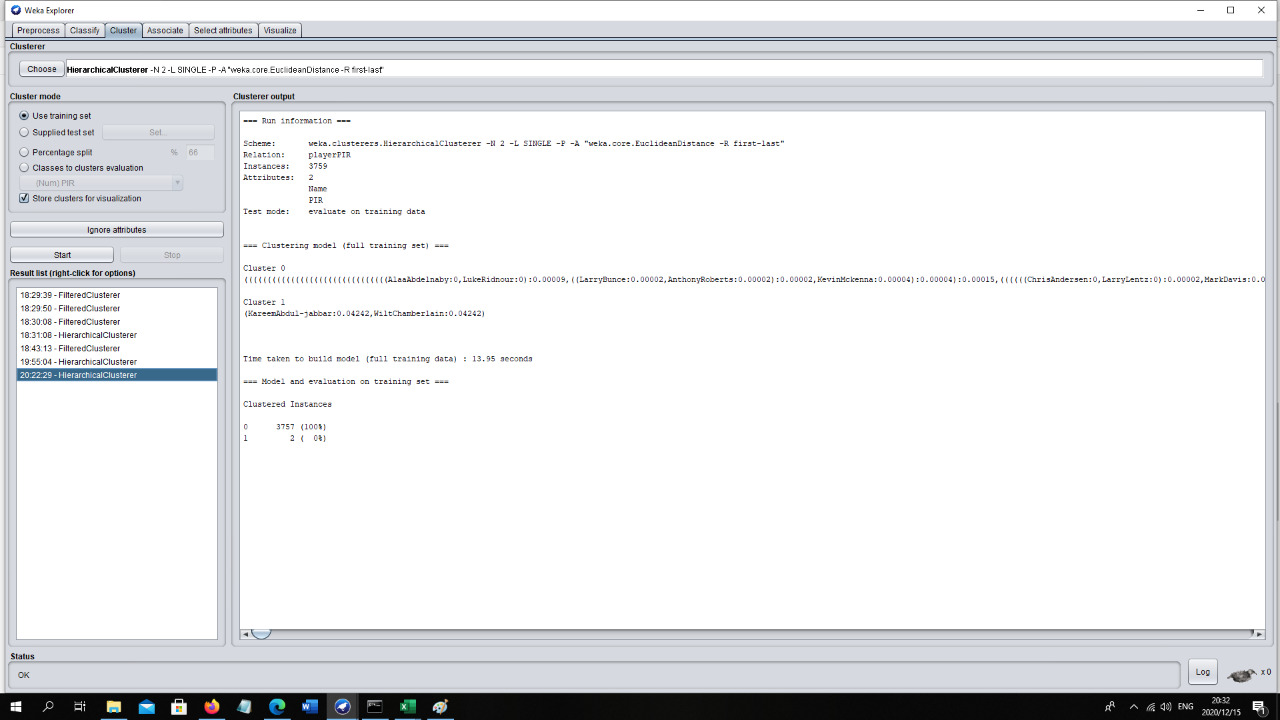 Weka Explorer
Preprocess Classify Cluster Associate Select attributes Visualize
Clusterer
Choose HierarchicalClusterer -N 2 -L SINGLE -P -A "weka.core.EuclideanDistance -R first-last"
Cluster mode
Use training set
Supplied test set Set...
Percentage split % 66
Classes to clusters evaluation
(Num) PIR
Store clusters for visualization
Ignore attributes
Start Stop
Result list (right-click for options)
18:29:39 - FilteredClusterer
18:29:50 - FilteredClusterer
18:30:08 - FilteredClusterer
18:31:08 - HierarchicalClusterer
18:43:13 - FilteredClusterer
19:55:04 - HierarchicalClusterer
20:22:29 - HierarchicalClusterer
Clusterer output
=== Run information ===
Scheme: weka.clusterers.HierarchicalClusterer -N 2 -L SINGLE -P -A "weka.core.EuclideanDistance -R first-last"
Relation: playerPIR
Instances: 3759
Attributes: 2
Name
PIR
Test mode: evaluate on training data
=== Clustering model (full training set) ===
Cluster 0
((((((((((((((((((((((((((((((AlaaAbdelnaby:0,LukeRidnour:0):0.00009,((LarryBunce:0.00002,AnthonyRoberts:0.00002):0.00002,KevinMckenna:0.00004):0.00004):0.00015,((((((ChrisAndersen:0,LarryLentz:0):0.00002,MarkDavis:0.0
Cluster 1
(KareemAbdul-jabbar:0.04242,WiltChamberlain:0.04242)
Time taken to build model (full training data) : 13.95 seconds
=== Model and evaluation on training set ===
Clustered Instances
0 3757 (100%)
1 2 ( 0%)
Status
OK
Log
x 0
ENG
20:32
2020/12/15
1